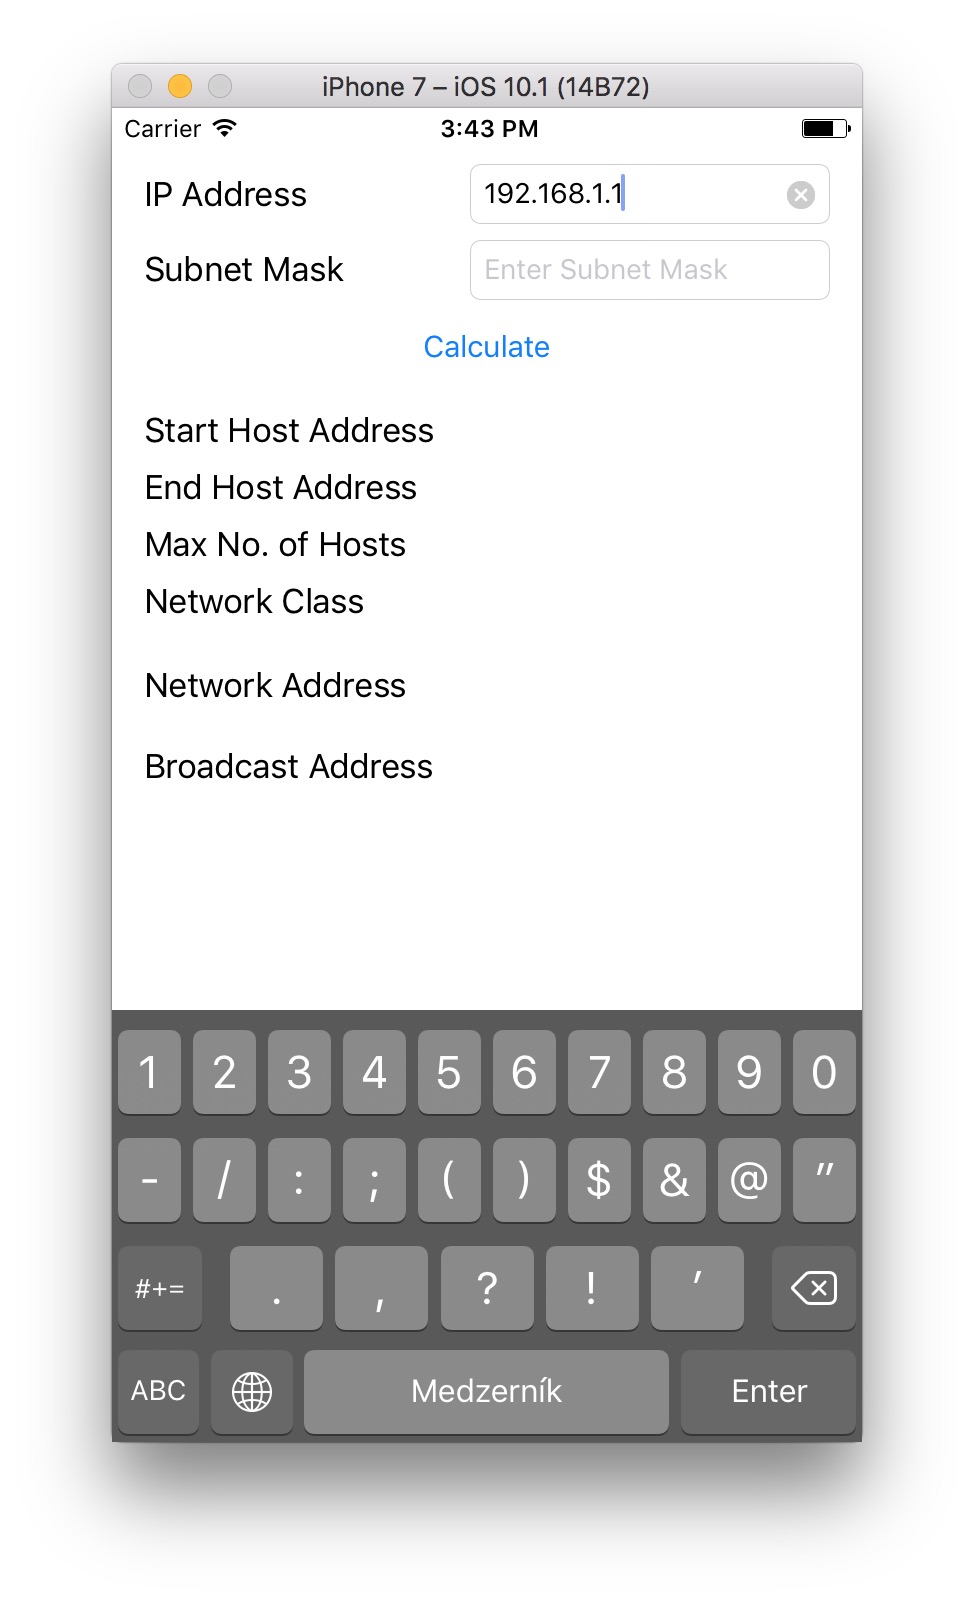 iPhone 7 – iOS 10.1 (14B72)
Carrier 3:43 PM
IP Address 192.168.1.1
Subnet Mask Enter Subnet Mask
Calculate
Start Host Address
End Host Address
Max No. of Hosts
Network Class
Network Address
Broadcast Address
1 2 3 4 5 6 7 8 9 0
- / : ; ( ) $ & @ "
#+= . , ? ! '
ABC Medzerník Enter